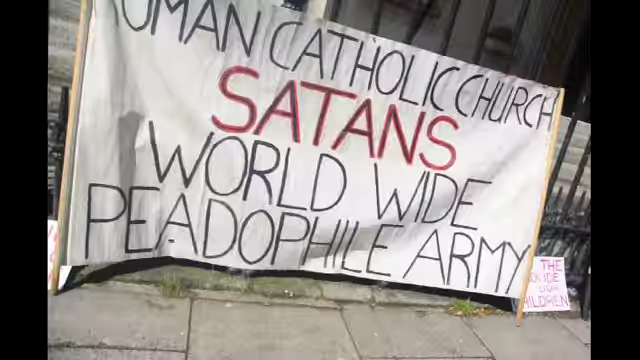 ROMAN CATHOLIC CHURCH
SATANS
WORLD WIDE
PEADOPHILE ARMY
THE